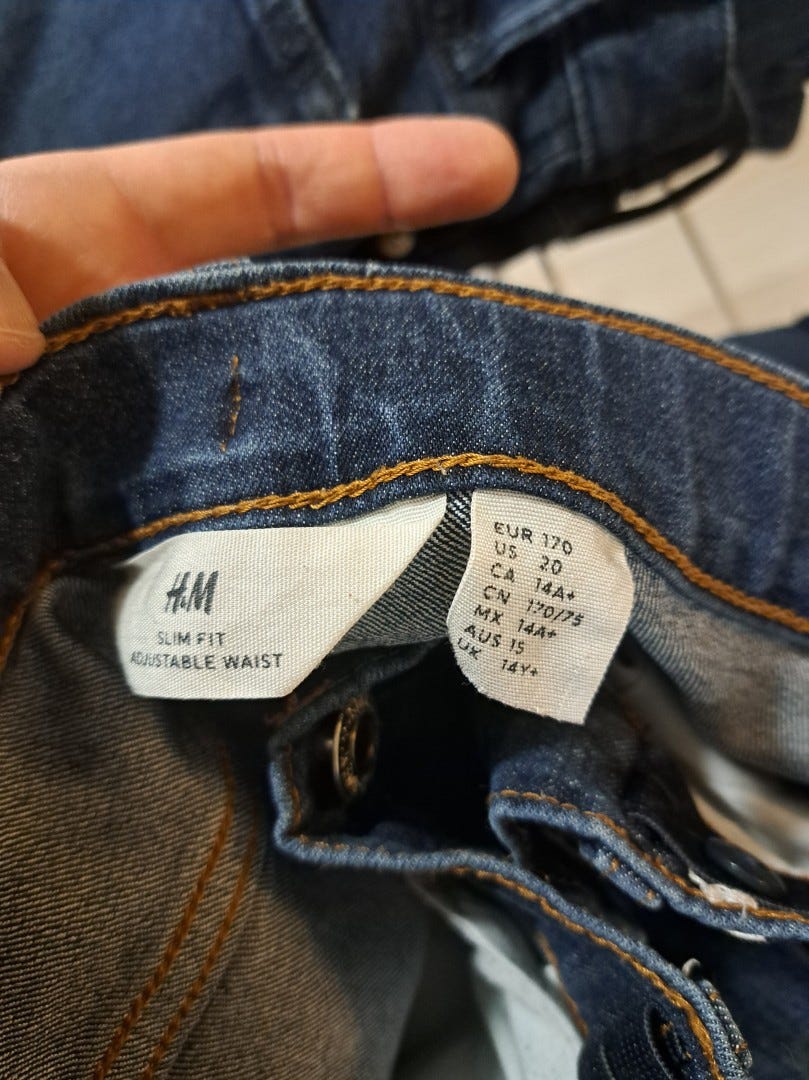 H&M
SLIM FIT
ADJUSTABLE WAIST
EUR 170
US 20
CA 14A+
CN 170/75
MX 14A+
AUS 15
UK 14Y+